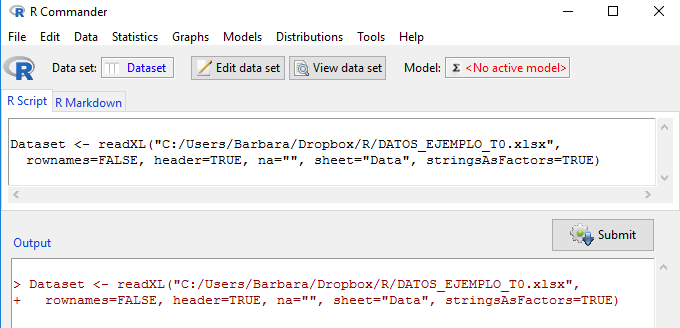 R Commander
File Edit Data Statistics Graphs Models Distributions Tools Help
R Data set: Dataset Edit data set View data set Model: Σ <No active model>
R Script R Markdown
Dataset <- readXL("C:/Users/Barbara/Dropbox/R/DATOS_EJEMPLO_T0.xlsx",
rownames=FALSE, header=TRUE, na="", sheet="Data", stringsAsFactors=TRUE)
Submit
Output
> Dataset <- readXL("C:/Users/Barbara/Dropbox/R/DATOS_EJEMPLO_T0.xlsx",
+ rownames=FALSE, header=TRUE, na="", sheet="Data", stringsAsFactors=TRUE)